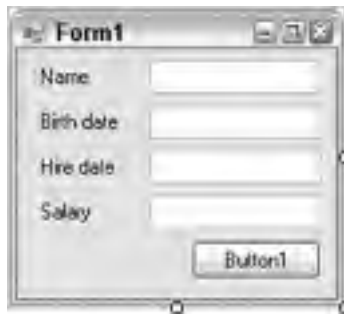 Form1
Name
Birth date
Hire date
Salary
Button1